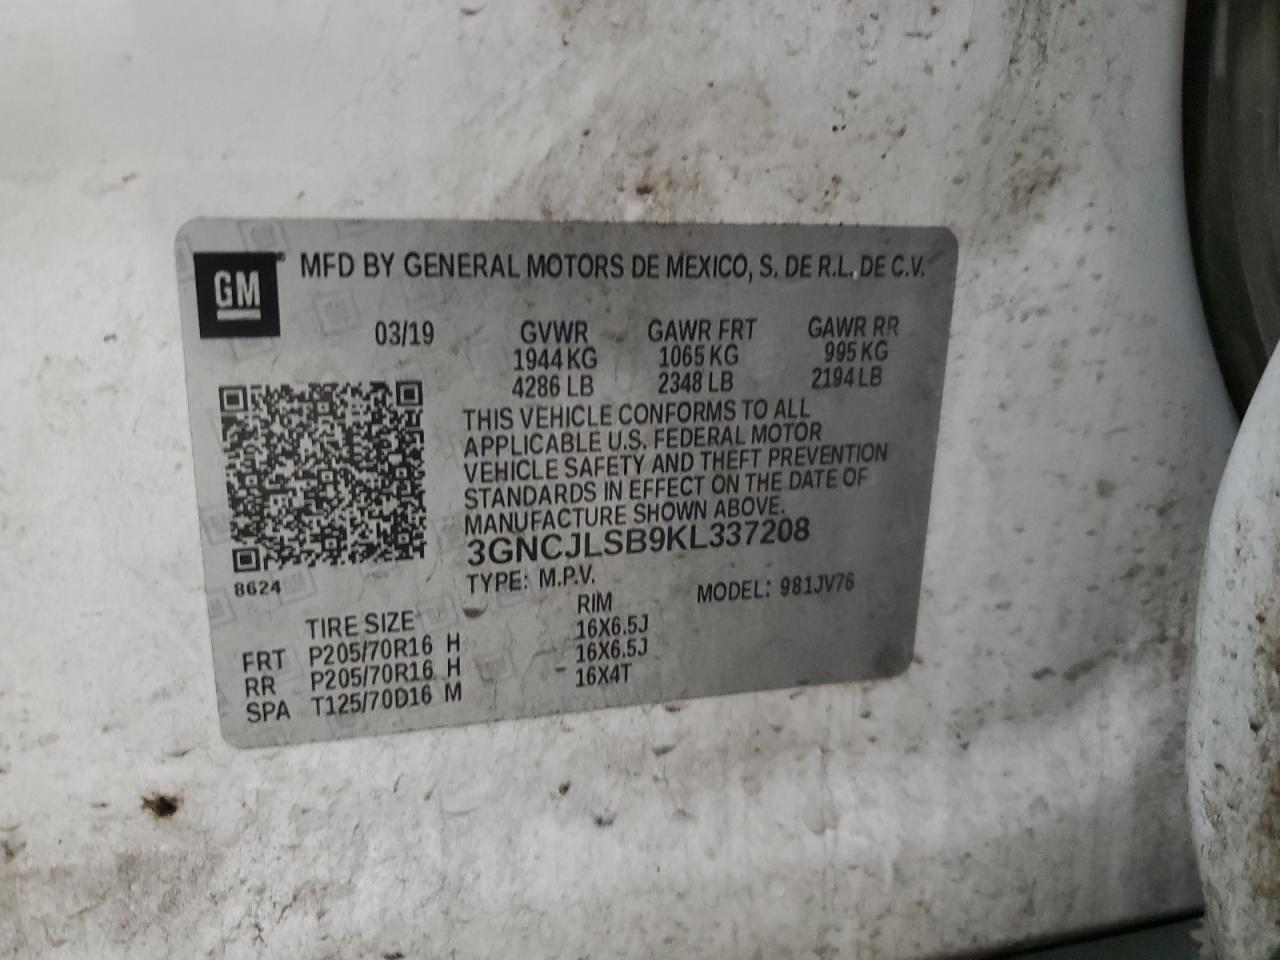 GM
MFD BY GENERAL MOTORS DE MEXICO, S. DE R.L. DE C.V.
03/19 GVWR GAWR FRT GAWR RR
1944 KG 1065 KG 995 KG
4286 LB 2348 LB 2194 LB
THIS VEHICLE CONFORMS TO ALL
APPLICABLE U.S. FEDERAL MOTOR
VEHICLE SAFETY AND THEFT PREVENTION
STANDARDS IN EFFECT ON THE DATE OF
MANUFACTURE SHOWN ABOVE.
3GNCJLSB9KL337208
8624
TYPE: M.P.V. MODEL: 981JV76
TIRE SIZE RIM
FRT P205/70R16 H 16X6.5J
RR P205/70R16 H 16X6.5J
SPA T125/70D16 M 16X4T